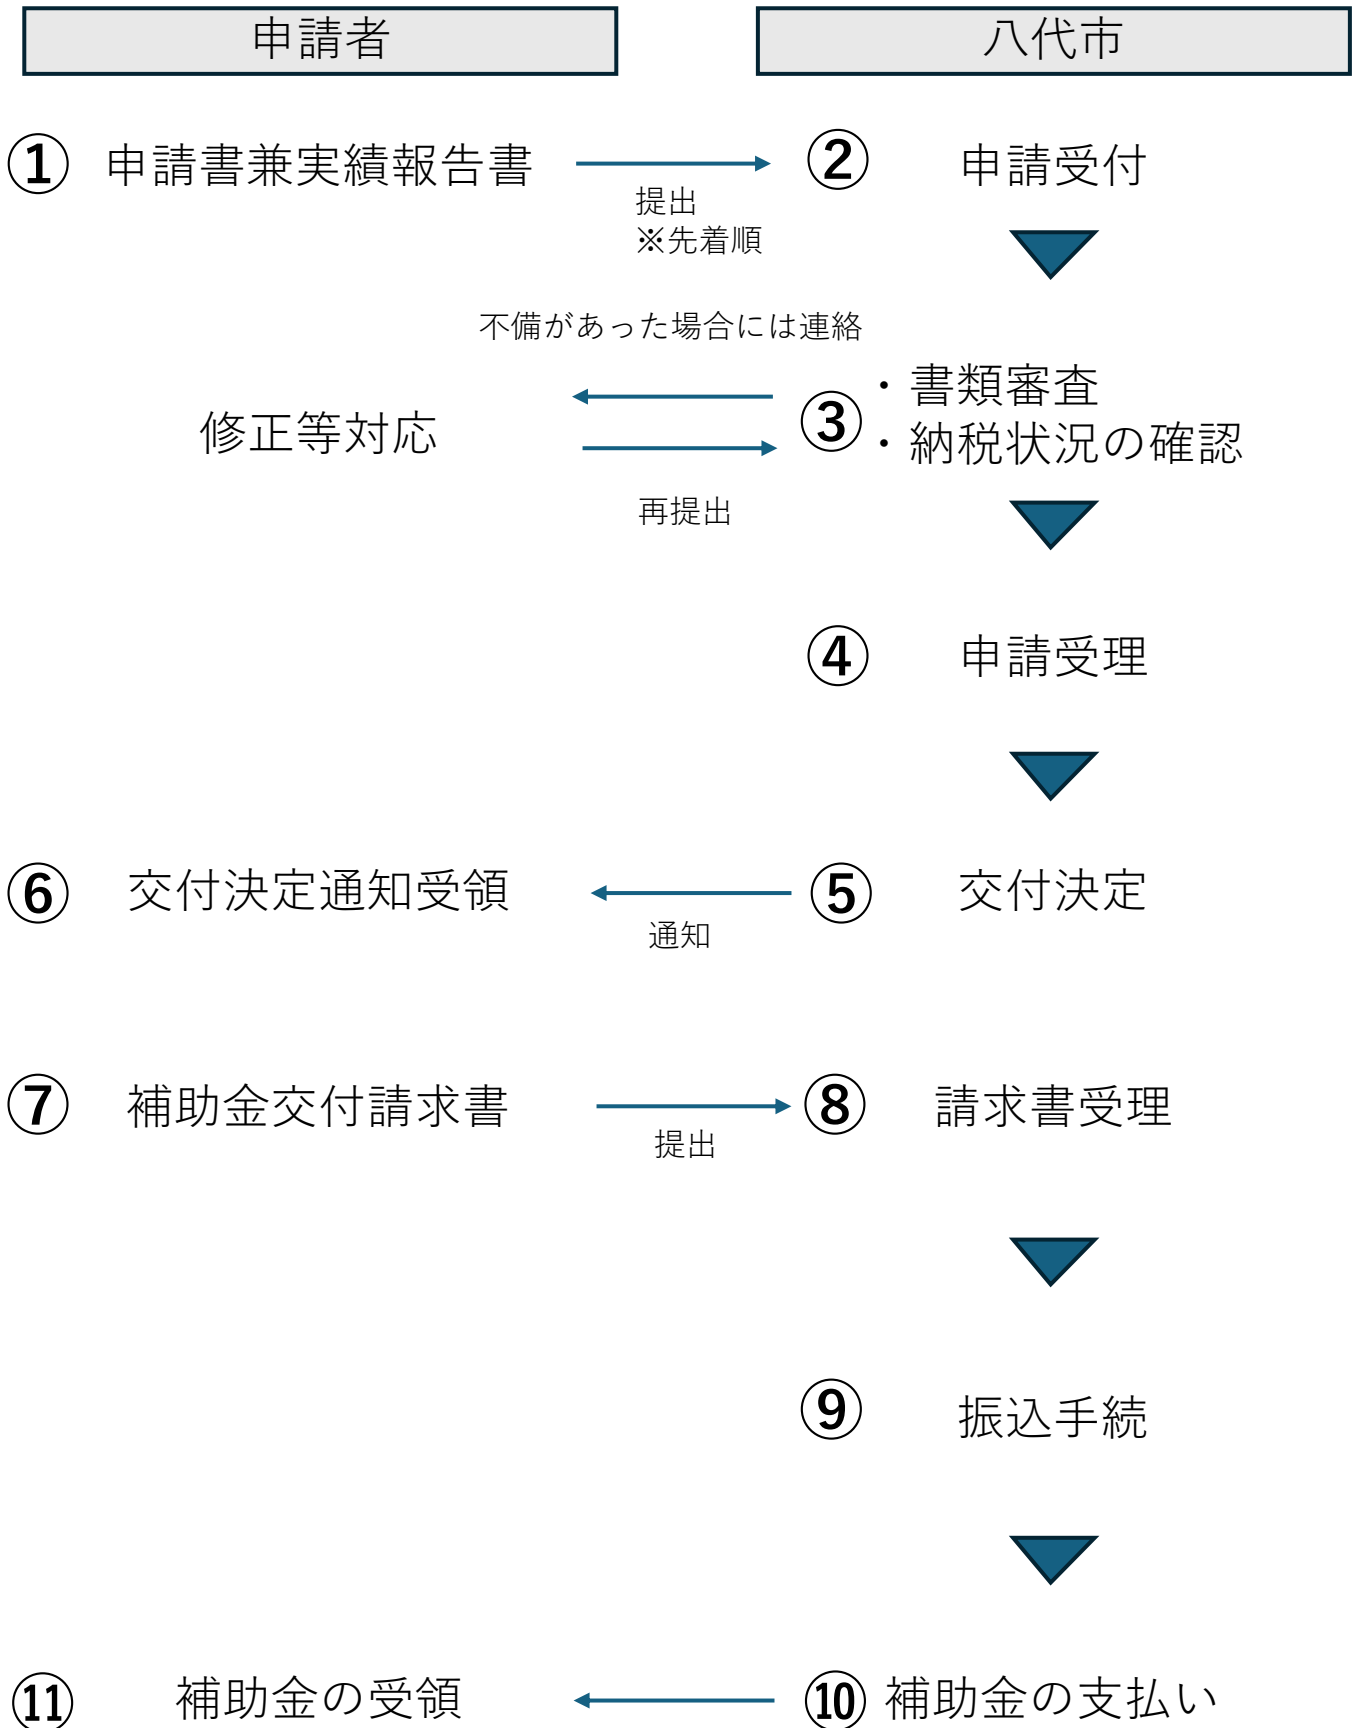 申請者
八代市
① 申請書兼実績報告書
提出
※先着順
② 申請受付
不備があった場合には連絡
修正等対応
再提出
③
・書類審査
・納税状況の確認
④ 申請受理
⑥ 交付決定通知受領
通知
⑤ 交付決定
⑦ 補助金交付請求書
提出
⑧ 請求書受理
⑨ 振込手続
⑪ 補助金の受領
⑩ 補助金の支払い